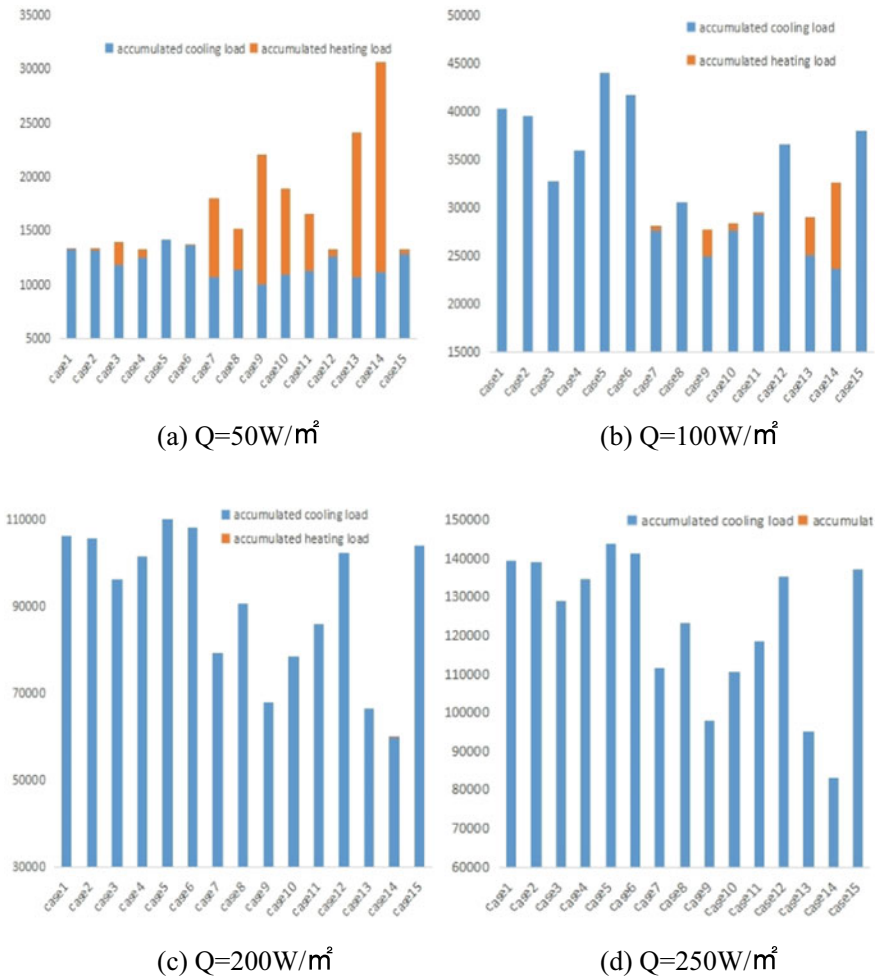 35000
accumulated cooling load accumulated heating load
30000
25000
20000
15000
10000
5000
case1 case2 case3 case4 case5 case6 case7 case8 case9 case10 case11 case12 case13 case14 case15
(a) Q=50W/㎡
50000
accumulated cooling load
45000
accumulated heating load
40000
35000
30000
25000
20000
15000
case1 case2 case3 case4 case5 case6 case7 case8 case9 case10 case11 case12 case13 case14 case15
(b) Q=100W/㎡
110000
accumulated cooling load
accumulated heating load
90000
70000
50000
30000
case1 case2 case3 case4 case5 case6 case7 case8 case9 case10 case11 case12 case13 case14 case15
(c) Q=200W/㎡
150000
accumulated cooling load accumulat
140000
130000
120000
110000
100000
90000
80000
70000
60000
case1 case2 case3 case4 case5 case6 case7 case8 case9 case10 case11 case12 case13 case14 case15
(d) Q=250W/㎡